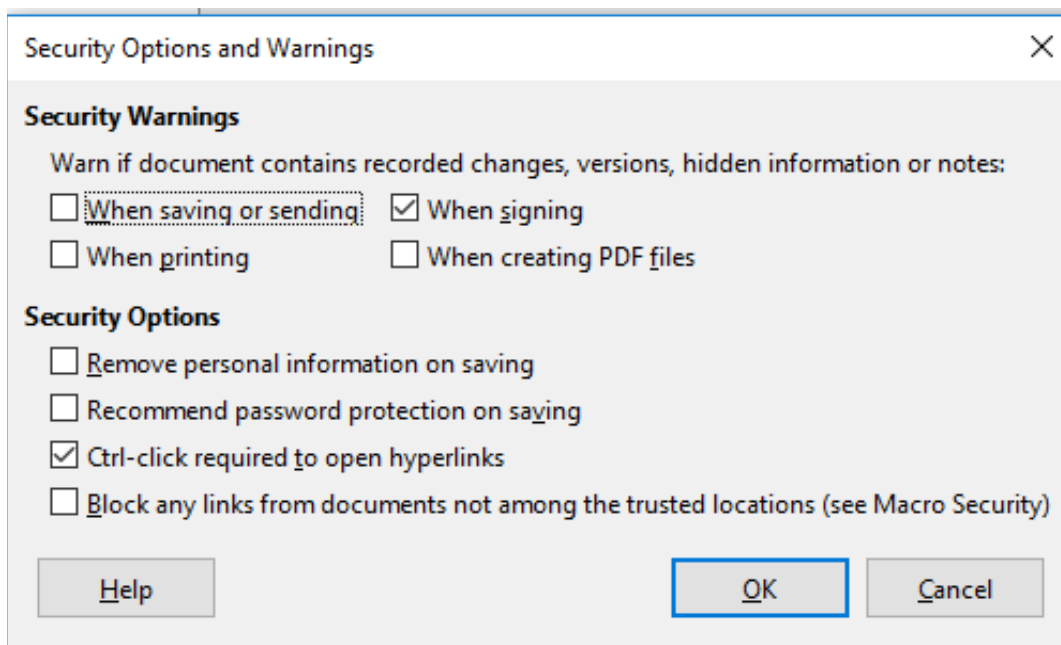 Security Options and Warnings
Security Warnings
Warn if document contains recorded changes, versions, hidden information or notes:
When saving or sending When signing
When printing When creating PDF files
Security Options
Remove personal information on saving
Recommend password protection on saving
Ctrl-click required to open hyperlinks
Block any links from documents not among the trusted locations (see Macro Security)
Help OK Cancel